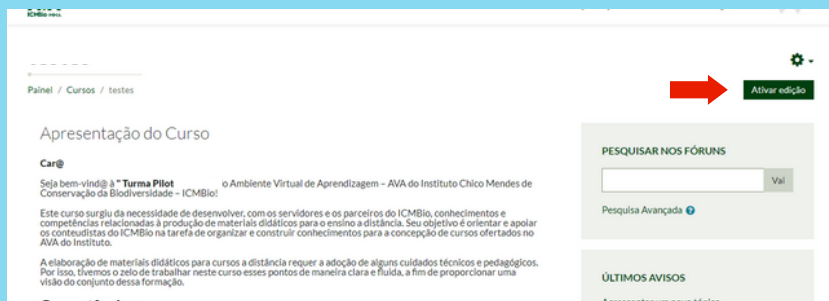 ICMBio MMA
Painel / Cursos / testes
Ativar edição
Apresentação do Curso
Car@
Seja bem-vind@ à " Turma Pilot o Ambiente Virtual de Aprendizagem – AVA do Instituto Chico Mendes de
Conservação da Biodiversidade – ICMBio!
Este curso surgiu da necessidade de desenvolver, com os servidores e os parceiros do ICMBio, conhecimentos e
competências relacionadas à produção de materiais didáticos para o ensino a distância. Seu objetivo é orientar e apoiar
os conteudistas do ICMBio na tarefa de organizar e construir conhecimentos para a concepção de cursos ofertados no
AVA do Instituto.
A elaboração de materiais didáticos para cursos a distância requer a adoção de alguns cuidados técnicos e pedagógicos.
Por isso, tivemos o zelo de trabalhar neste curso esses pontos de maneira clara e fluida, a fim de proporcionar uma
visão do conjunto dessa formação.
PESQUISAR NOS FÓRUNS
Vai
Pesquisa Avançada
ÚLTIMOS AVISOS